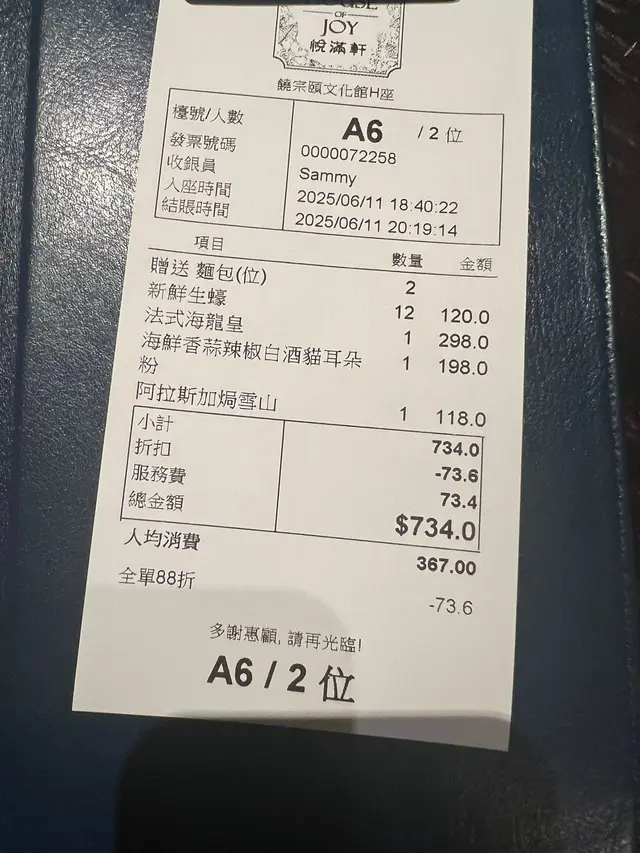 OF
JOY
悅滿軒
饒宗頤文化館H座
檯號/人數 A6 / 2 位
發票號碼 0000072258
收銀員 Sammy
入座時間 2025/06/11 18:40:22
結賬時間 2025/06/11 20:19:14
項目 數量 金額
贈送 麵包(位) 2
新鮮生蠔 12 120.0
法式海龍皇 1 298.0
海鮮香蒜辣椒白酒貓耳朵 1 198.0
粉
阿拉斯加焗雪山 1 118.0
小計 734.0
折扣 -73.6
服務費 73.4
總金額 $734.0
人均消費 367.00
全單88折 -73.6
多謝惠顧, 請再光臨!
A6 / 2 位